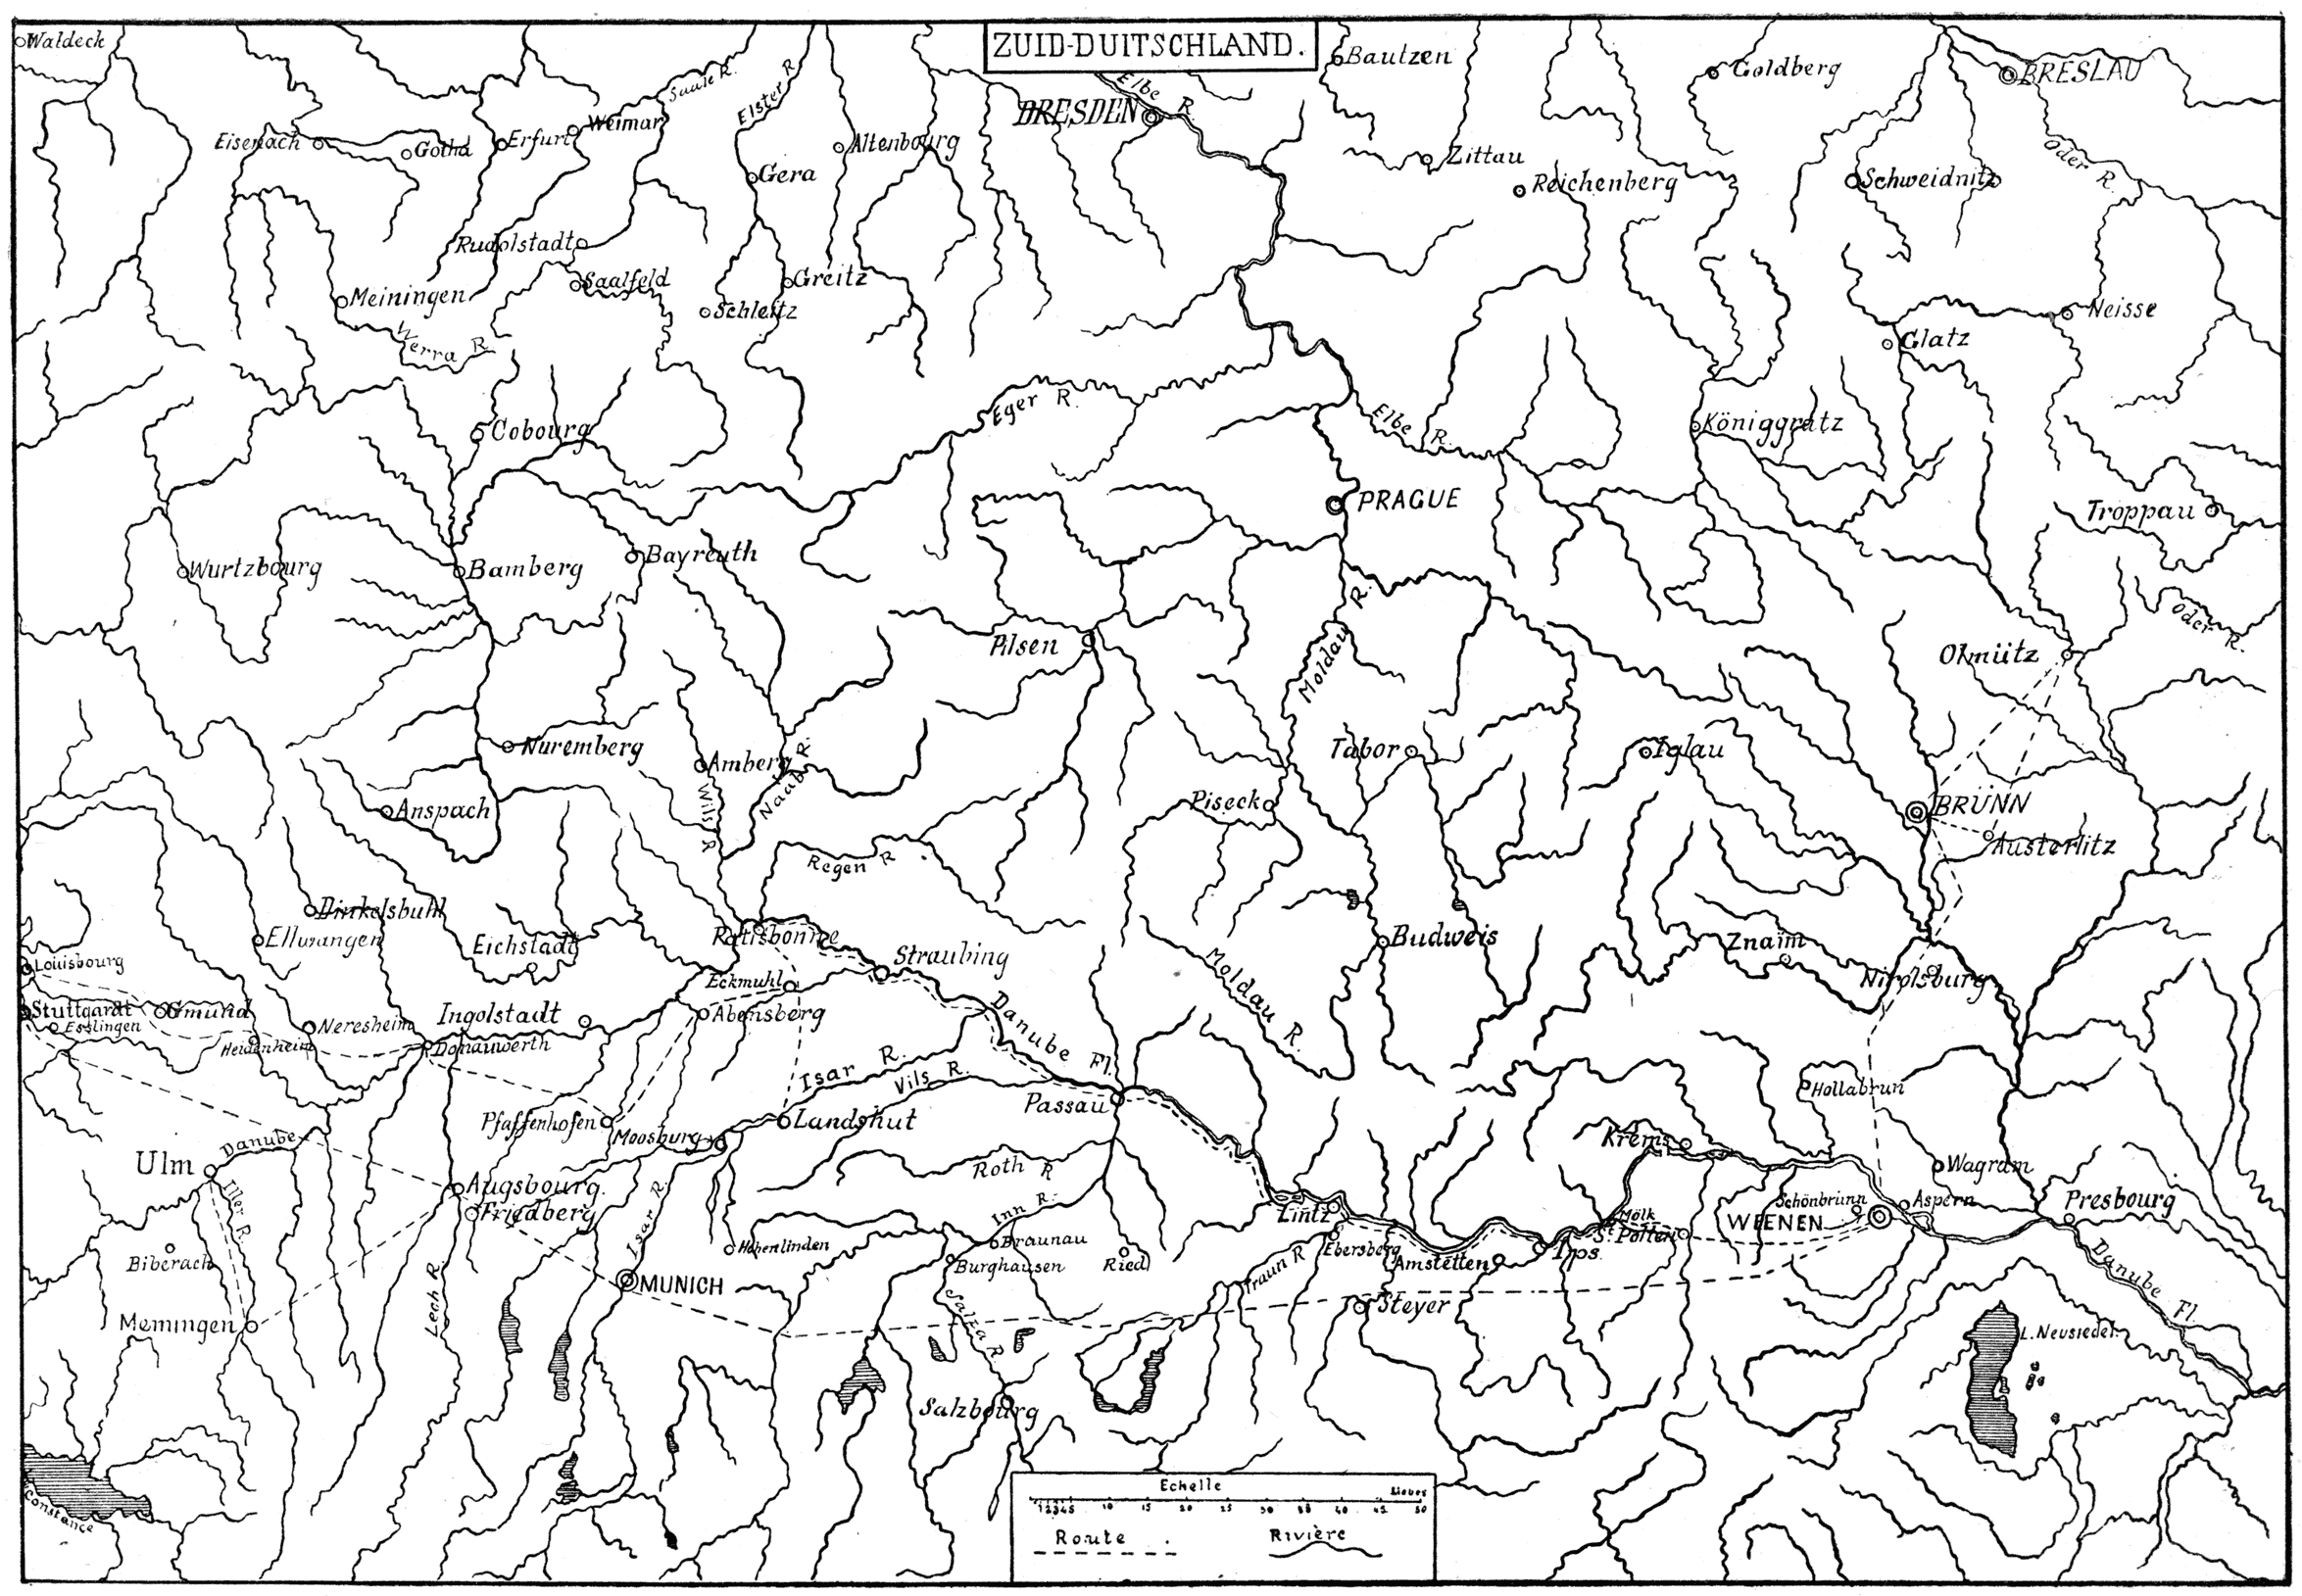 ZUID-DUITSCHLAND.
Waldeck
Bautzen
Goldberg
BRESLAU
Saale R.
Elster R.
Elbe R.
DRESDEN
Eisenach
Gotha
Erfurt
Weimar
Altenbourg
Gera
Zittau
Reichenberg
Schweidnitz
Oder R.
Rudolstadt
Saalfeld
Greitz
Schleitz
Meiningen
Werra R.
Neisse
Glatz
Eger R.
Elbe R.
Cobourg
Königgratz
PRAGUE
Troppau
Wurtzbourg
Bamberg
Bayreuth
Pilsen
Moldau R.
Oder R.
Olmütz
Nuremberg
Amberg
Naab R.
Wils R.
Tabor
Iglau
Anspach
Piseck
BRÜNN
Austerlitz
Regen R
Dinkelsbuhl
Ellwangen
Eichstadt
Ratisbonne
Straubing
Budweis
Znaim
Louisbourg
Eckmuhl
Moldau R.
Nicolsburg
Stuttgardt
Gmund
Esslingen
Neresheim
Heidenheim
Donauwerth
Ingolstadt
Abensberg
Danube Fl.
Isar R.
Vils R.
Passau
Hollabrun
Pfaffenhofen
Moosburg
Landshut
Krems
Ulm
Danube
Iller R.
Roth R
Wagram
Augsbourg.
Friedberg
Isar R.
Inn R.
Lintz
Mölk
St Polten
Schönbrunn
WEENEN
Aspern
Presbourg
Biberach
Hohenlinden
Braunau
Burghausen
Ried
Ebersberg
Amstetten
Ips.
MUNICH
Traun R
Steyer
Danube Fl.
Memingen
Lech R.
Salza R.
L. Neusiedel.
Salzbourg
Constance
Echelle
Lieues
1 2 3 4 5 10 15 20 25 30 35 40 45 50
Route
Rivière